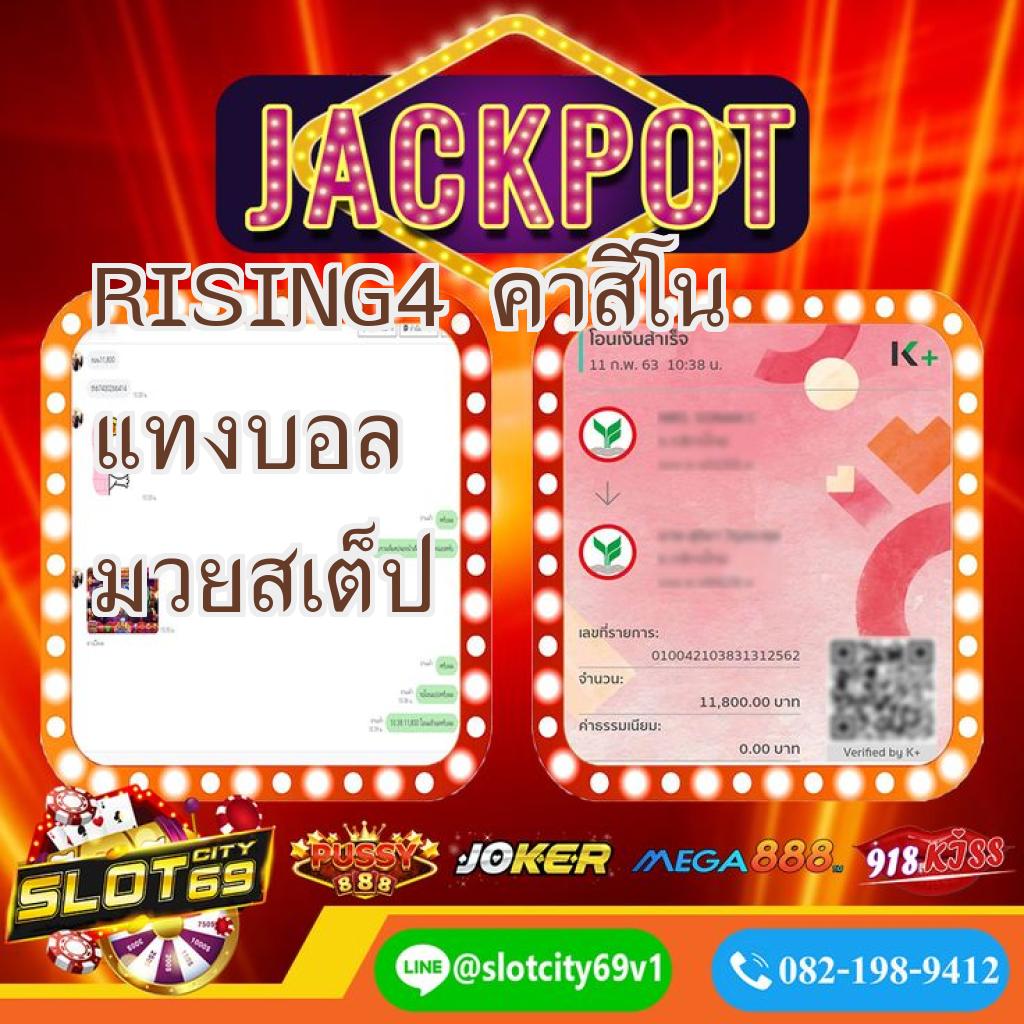 JACKPOT
RISING4 คาสิโน
แทงบอล
มวยสเต็ป
โอนเงินสำเร็จ
11 ก.พ. 63 10:38 น.
K+
เลขที่รายการ:
010042103831312562
จำนวน:
11,800.00 บาท
ค่าธรรมเนียม:
0.00 บาท
Verified by K+
SLOT CITY 69
PUSSY 888
JOKER
MEGA888
918KISS
LINE @slotcity69v1
082-198-9412